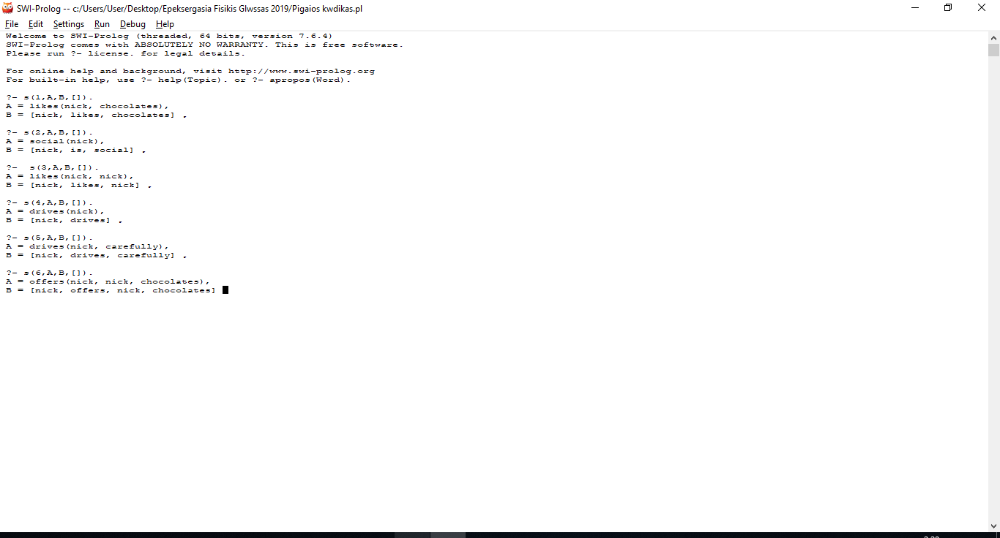 SWI-Prolog -- c:/Users/User/Desktop/Epeksergasia Fisikis Glwssas 2019/Pigaios kwdikas.pl
File Edit Settings Run Debug Help
Welcome to SWI-Prolog (threaded, 64 bits, version 7.6.4)
SWI-Prolog comes with ABSOLUTELY NO WARRANTY. This is free software.
Please run ?- license. for legal details.
For online help and background, visit http://www.swi-prolog.org
For built-in help, use ?- help(Topic). or ?- apropos(Word).
?- s(1,A,B,[]).
A = likes(nick, chocolates),
B = [nick, likes, chocolates] .
?- s(2,A,B,[]).
A = social(nick),
B = [nick, is, social] .
?-  s(3,A,B,[]).
A = likes(nick, nick),
B = [nick, likes, nick] .
?- s(4,A,B,[]).
A = drives(nick),
B = [nick, drives] .
?- s(5,A,B,[]).
A = drives(nick, carefully),
B = [nick, drives, carefully] .
?- s(6,A,B,[]).
A = offers(nick, nick, chocolates),
B = [nick, offers, nick, chocolates]